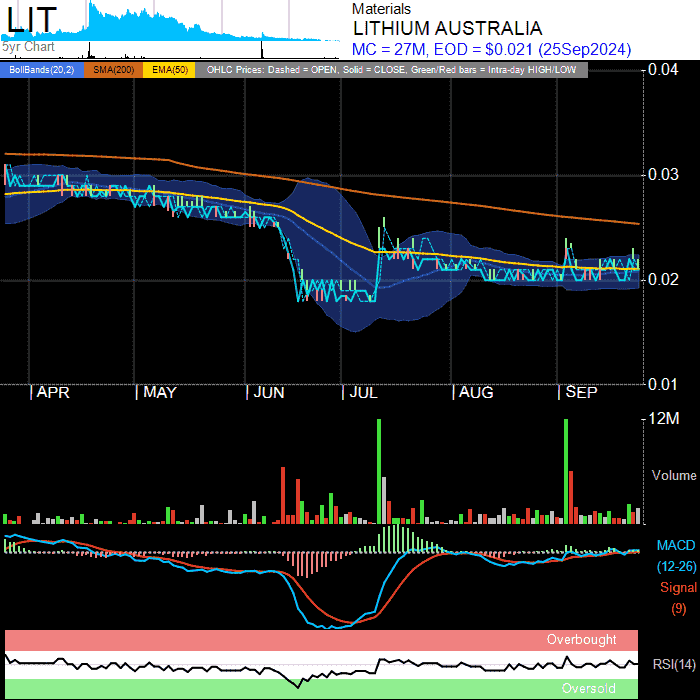 LIT
5yr Chart
Materials
LITHIUM AUSTRALIA
MC = 27M, EOD = $0.021 (25Sep2024)
BollBands(20,2) SMA(200) EMA(50) OHLC Prices: Dashed = OPEN, Solid = CLOSE, Green/Red bars = Intra-day HIGH/LOW
0.04
0.03
0.02
0.01
APR MAY JUN JUL AUG SEP
12M
Volume
MACD
(12-26)
Signal
(9)
Overbought
RSI(14)
Oversold